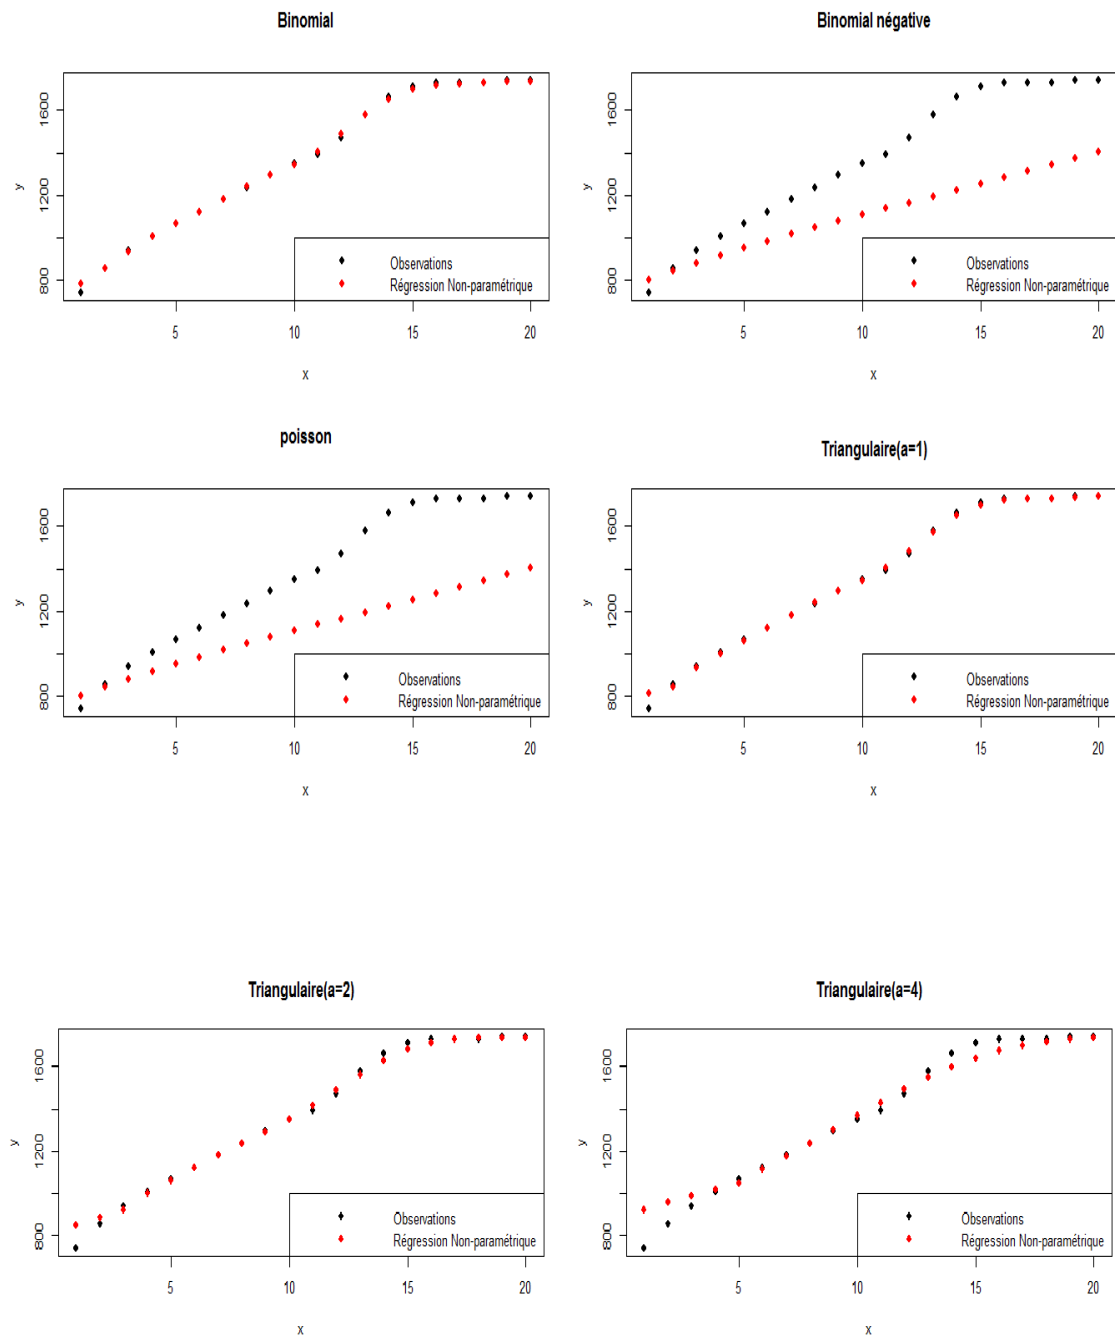 Binomial
y
800
1200
1600
5
10
15
20
x
Observations
Régression Non-paramétrique
Binomial négative
y
800
1200
1600
5
10
15
20
x
Observations
Régression Non-paramétrique
poisson
y
800
1200
1600
5
10
15
20
x
Observations
Régression Non-paramétrique
Triangulaire(a=1)
y
800
1200
1600
5
10
15
20
x
Observations
Régression Non-paramétrique
Triangulaire(a=2)
y
800
1200
1600
5
10
15
20
x
Observations
Régression Non-paramétrique
Triangulaire(a=4)
y
800
1200
1600
5
10
15
20
x
Observations
Régression Non-paramétrique